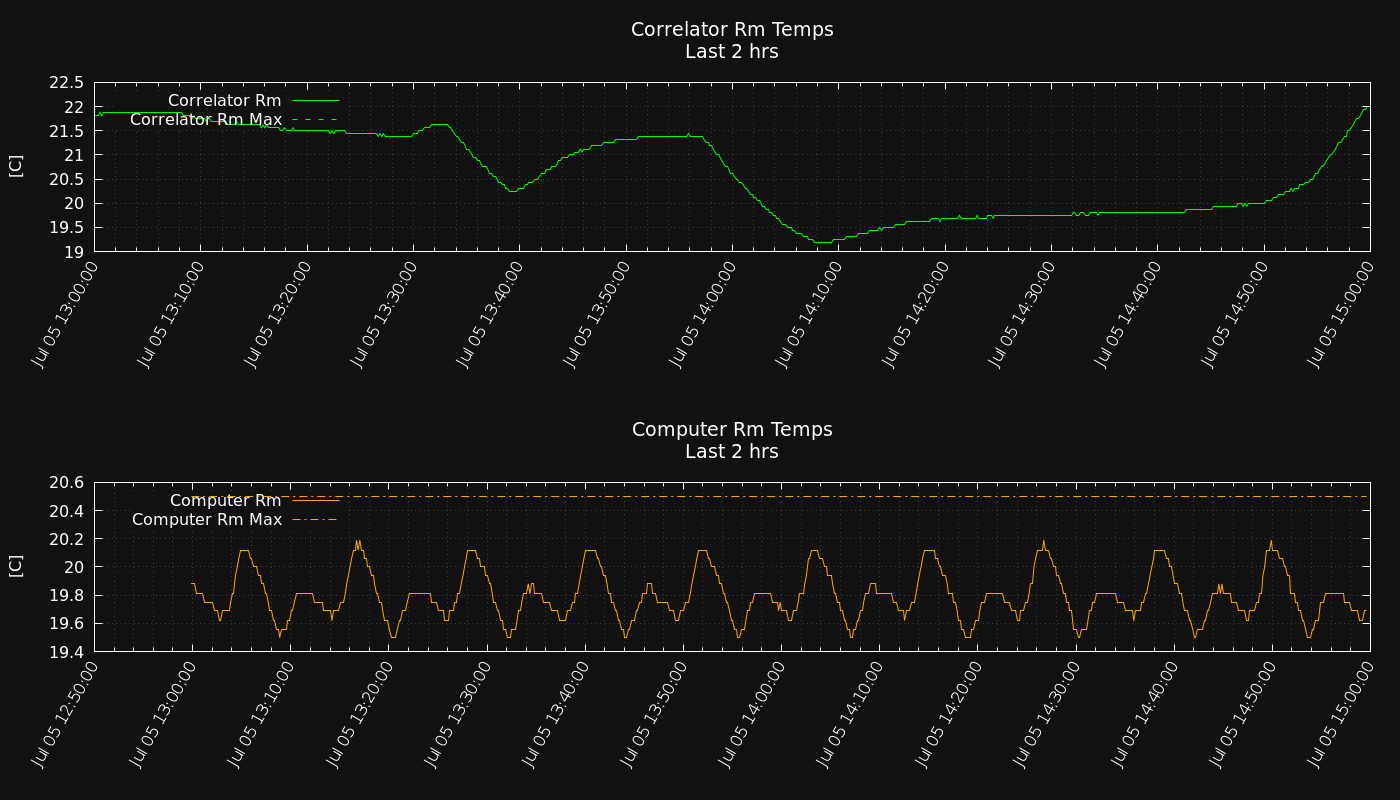 Correlator Rm Temps
Last 2 hrs
22.5
22
21.5
21
20.5
20
19.5
19
[C]
Correlator Rm
Correlator Rm Max
Jul 05 13:00:00
Jul 05 13:10:00
Jul 05 13:20:00
Jul 05 13:30:00
Jul 05 13:40:00
Jul 05 13:50:00
Jul 05 14:00:00
Jul 05 14:10:00
Jul 05 14:20:00
Jul 05 14:30:00
Jul 05 14:40:00
Jul 05 14:50:00
Jul 05 15:00:00
Computer Rm Temps
Last 2 hrs
20.6
20.4
20.2
20
19.8
19.6
19.4
[C]
Computer Rm
Computer Rm Max
Jul 05 12:50:00
Jul 05 13:00:00
Jul 05 13:10:00
Jul 05 13:20:00
Jul 05 13:30:00
Jul 05 13:40:00
Jul 05 13:50:00
Jul 05 14:00:00
Jul 05 14:10:00
Jul 05 14:20:00
Jul 05 14:30:00
Jul 05 14:40:00
Jul 05 14:50:00
Jul 05 15:00:00